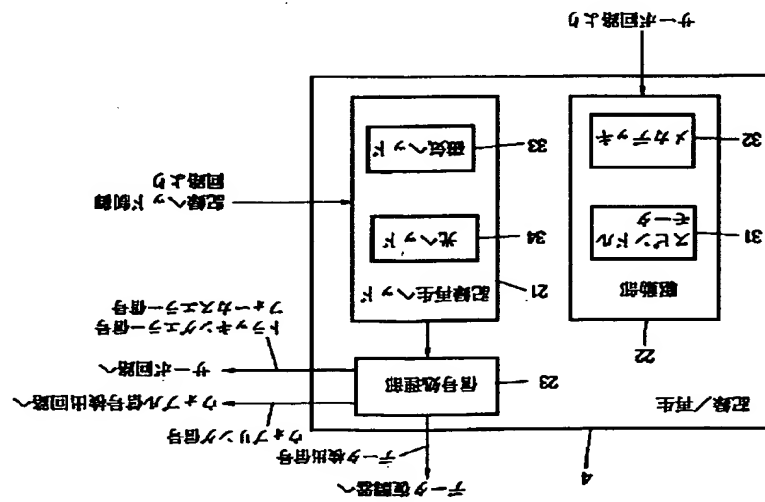 サーボ回路より
32
メカデッキ
33
磁気ヘッド
記録ヘッド制御
回路より
31
スピンドル
モータ
34
光ヘッド
駆動部
21
記録再生ヘッド
22
トラッキングエラー信号
フォーカスエラー信号
23
信号処理部
サーボ回路へ
記録/再生
ウォブル信号検出回路へ
ウォブリング信号
データ検出信号
4
データ復調器へ